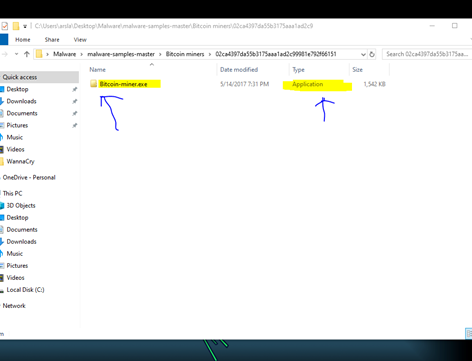 C:\Users\arsla\Desktop\Malware\malware-samples-master\Bitcoin miners\02ca4397da55b3175aaa1ad2c9
Home Share View
Malware > malware-samples-master > Bitcoin miners > 02ca4397da55b3175aaa1ad2c99981e792f66151
Search 02ca4397da55b3175aa...
Name Date modified Type Size
Bitcoin-miner.exe 5/14/2017 7:31 PM Application 1,542 KB
Quick access
Desktop
Downloads
Documents
Pictures
Music
Videos
WannaCry
OneDrive - Personal
This PC
3D Objects
Desktop
Documents
Downloads
Music
Pictures
Videos
Local Disk (C:)
Network